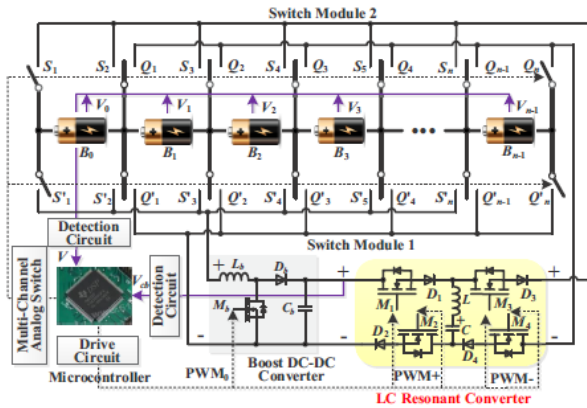 Switch Module 2
S1 S2 Q1 S3 Q2 S4 Q3 S5 Q4 Sn Qn-1 Qn
V0 V1 V2 V3 Vn-1
B0 B1 B2 B3 Bn-1
S'1 S'2 Q'1 S'3 Q'2 S'4 Q'3 S'5 Q'4 S'n Q'n-1 Q'n
Switch Module 1
Detection
Circuit
V
Vcb
Multi-Channel
Analog Switch
Detection
Circuit
+ Lb Db + +
Mb Cb
M1 D1 L M3 D3
D2 M2 + C D4 M4
- - -
Drive
Circuit
Microcontroller
PWM0
Boost DC-DC
Converter
PWM+ PWM-
LC Resonant Converter